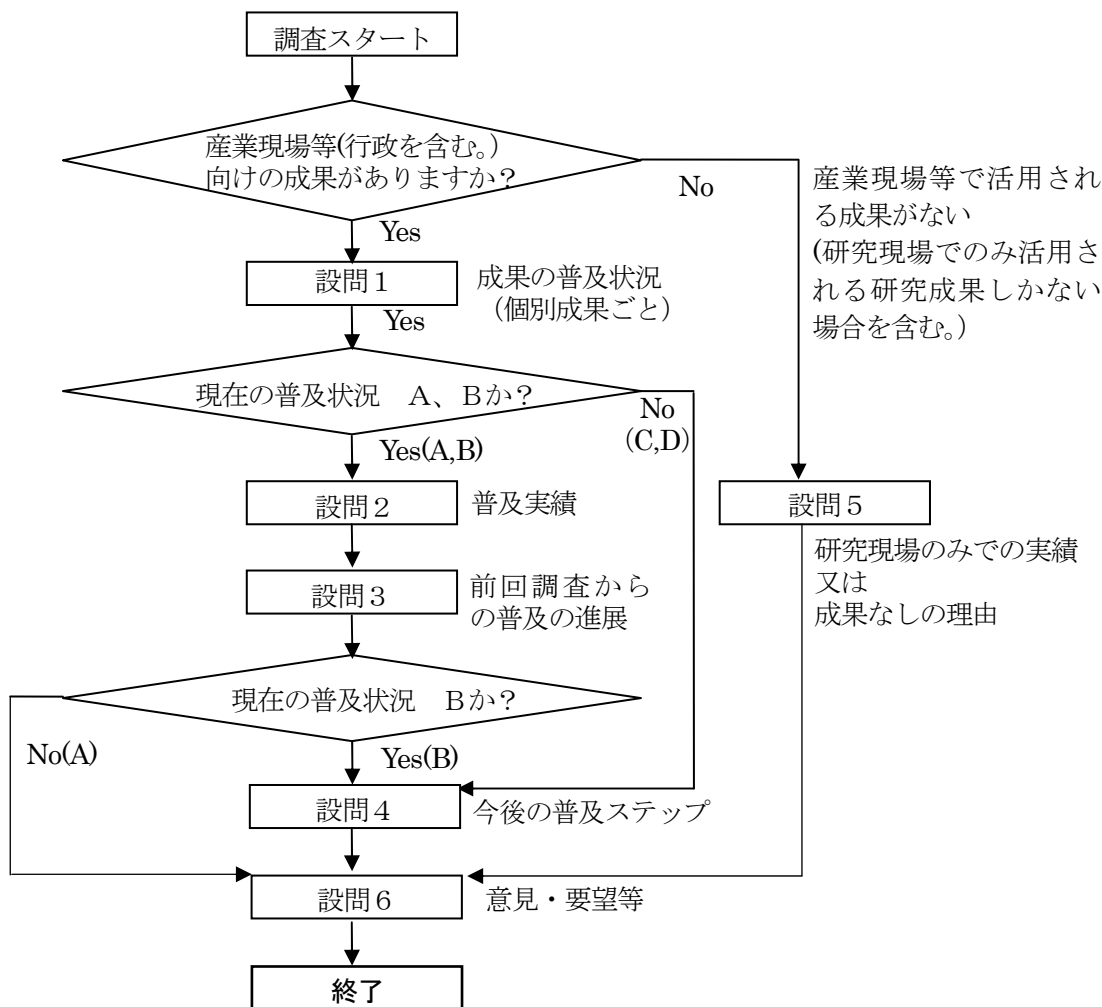 調査スタート
産業現場等(行政を含む。)
向けの成果がありますか？
No
産業現場等で活用され
る成果がない
(研究現場でのみ活用さ
れる研究成果しかない
場合を含む。)
Yes
設問１
成果の普及状況
（個別成果ごと）
Yes
現在の普及状況　Ａ、Ｂか？
No
(C,D)
Yes(A,B)
設問２
普及実績
設問５
研究現場のみでの実績
又は
成果なしの理由
設問３
前回調査から
の普及の進展
現在の普及状況　Ｂか？
No(A)
Yes(B)
設問４
今後の普及ステップ
設問６
意見・要望等
終了